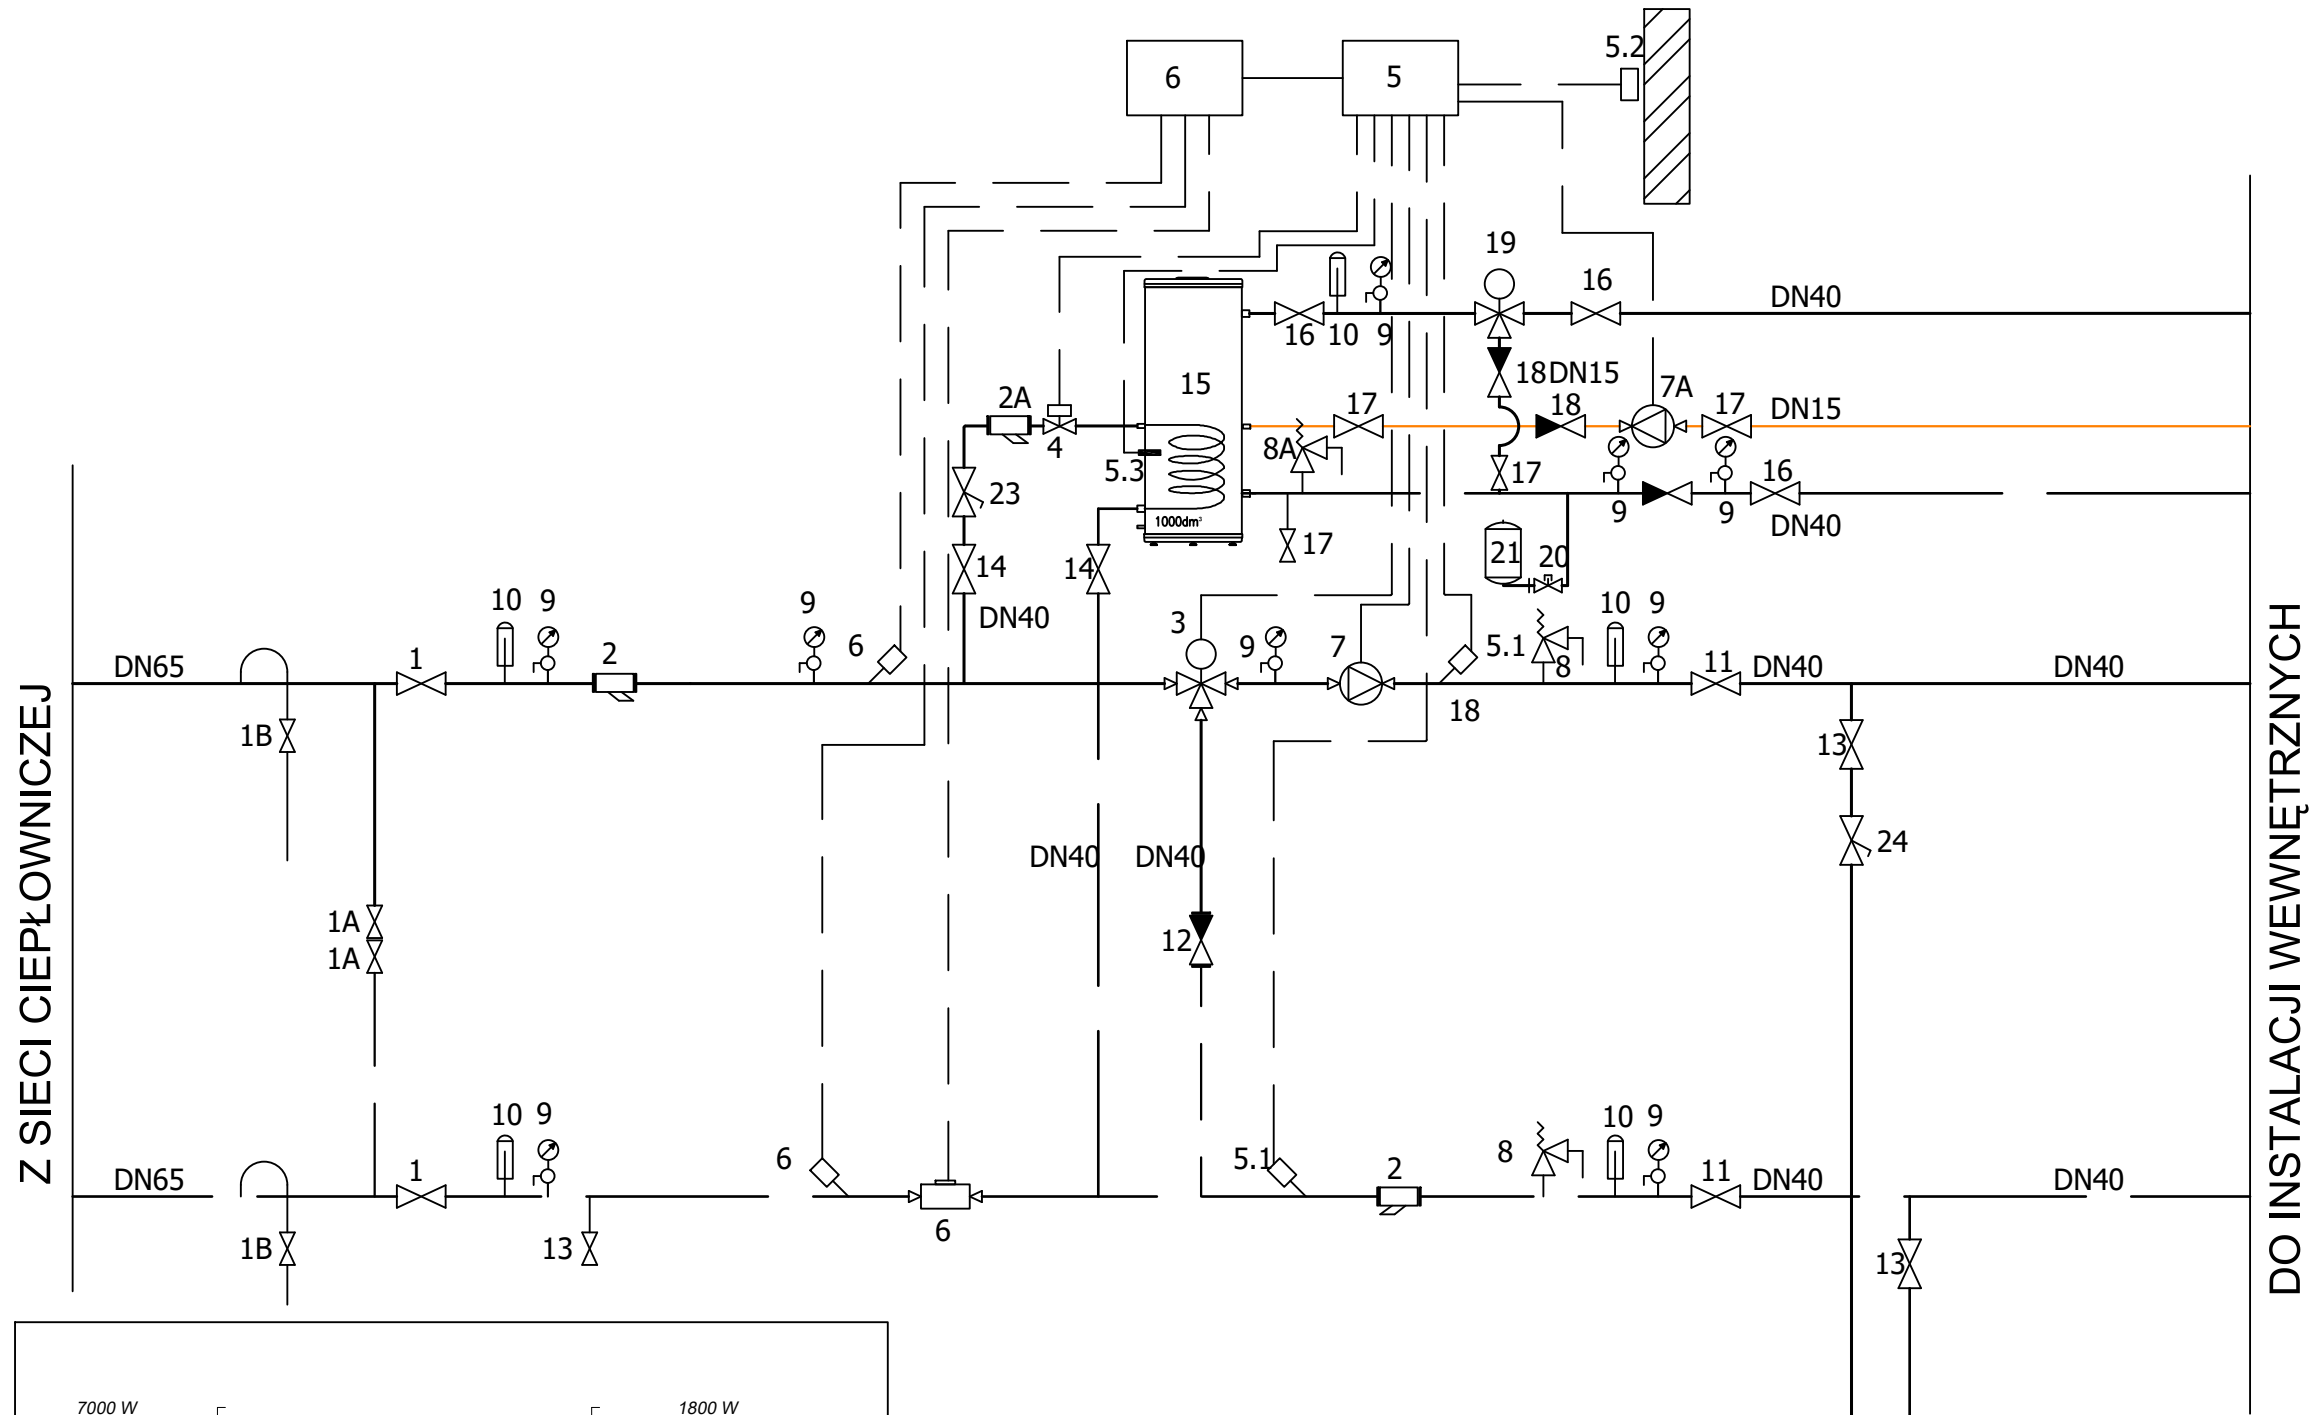 5.2
6
5
19
16
DN40
16
10
9
15
18DN15
7A
2A
17
18
17
DN15
4
8A
5.3
17
16
23
1000dm³
9
9
DN40
17
21
20
14
14
10
9
9
DN40
3
10
9
DN65
1
2
6
9
7
5.1
8
11
DN40
DN40
18
1B
13
24
DN40
DN40
1A
12
1A
Z SIECI CIEPŁOWNICZEJ
DO INSTALACJI WEWNĘTRZNYCH
10
9
10
9
DN65
1
6
5.1
2
8
11
DN40
DN40
1B
13
6
13
7000 W
1800 W